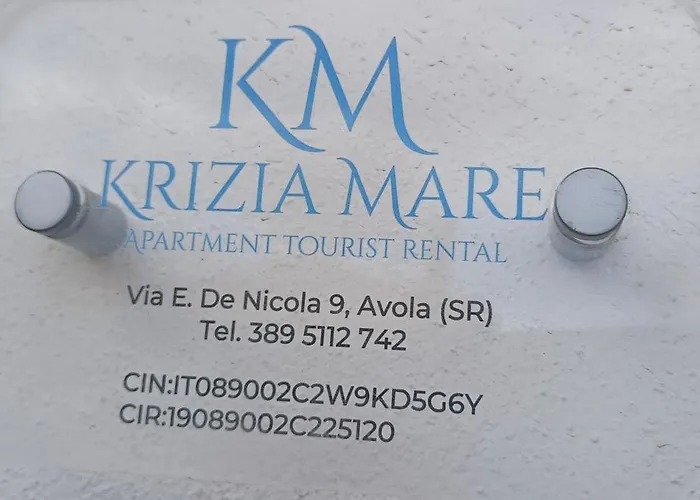 KM
KRIZIA MARE
APARTMENT TOURIST RENTAL
Via E. De Nicola 9, Avola (SR)
Tel. 389 5112 742
CIN:IT089002C2W9KD5G6Y
CIR:19089002C225120